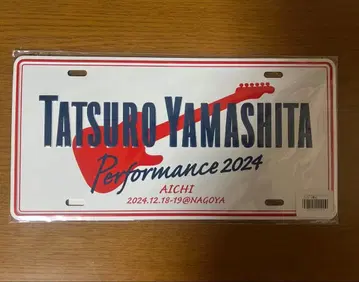 TATSURO YAMASHITA
Performance 2024
AICHI
2024.12.18-19@NAGOYA